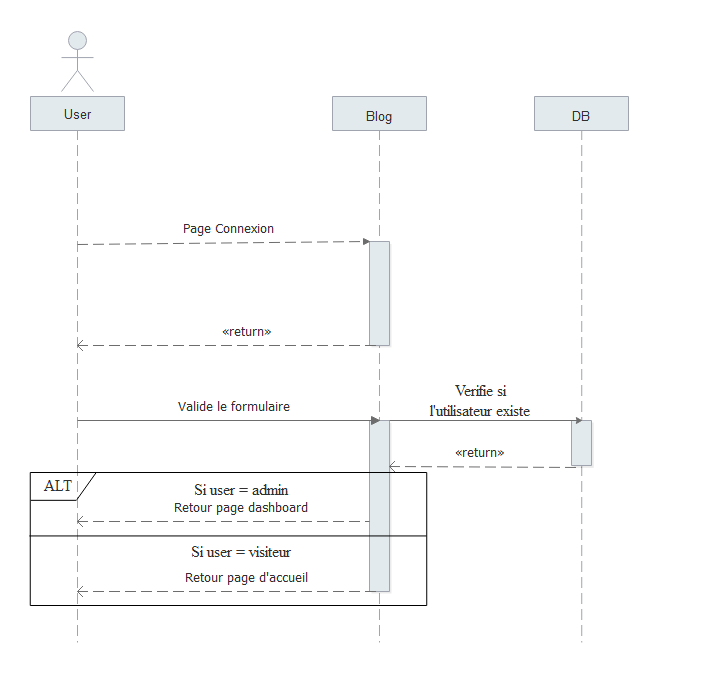 User
Blog
DB
Page Connexion
«return»
Valide le formulaire
Verifie si
l'utilisateur existe
«return»
ALT
Si user = admin
Retour page dashboard
Si user = visiteur
Retour page d'accueil